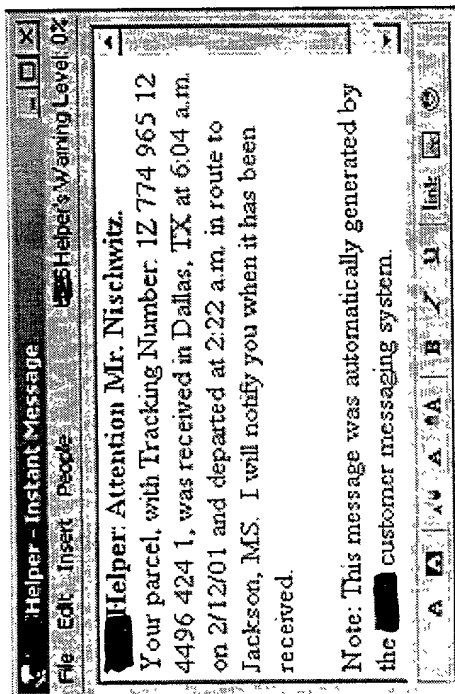 Helper - Instant Message
File Edit Insert People Helper's Warning Level: 0%
Helper: Attention Mr. Nischwitz.
Your parcel, with Tracking Number: 1Z 774 965 12
4496 424 1, was received in Dallas, TX at 6:04 a.m.
on 2/12/01 and departed at 2:22 a.m. in route to
Jackson, MS. I will notify you when it has been
received.
Note: This message was automatically generated by
the customer messaging system.
A A A A A B I U link